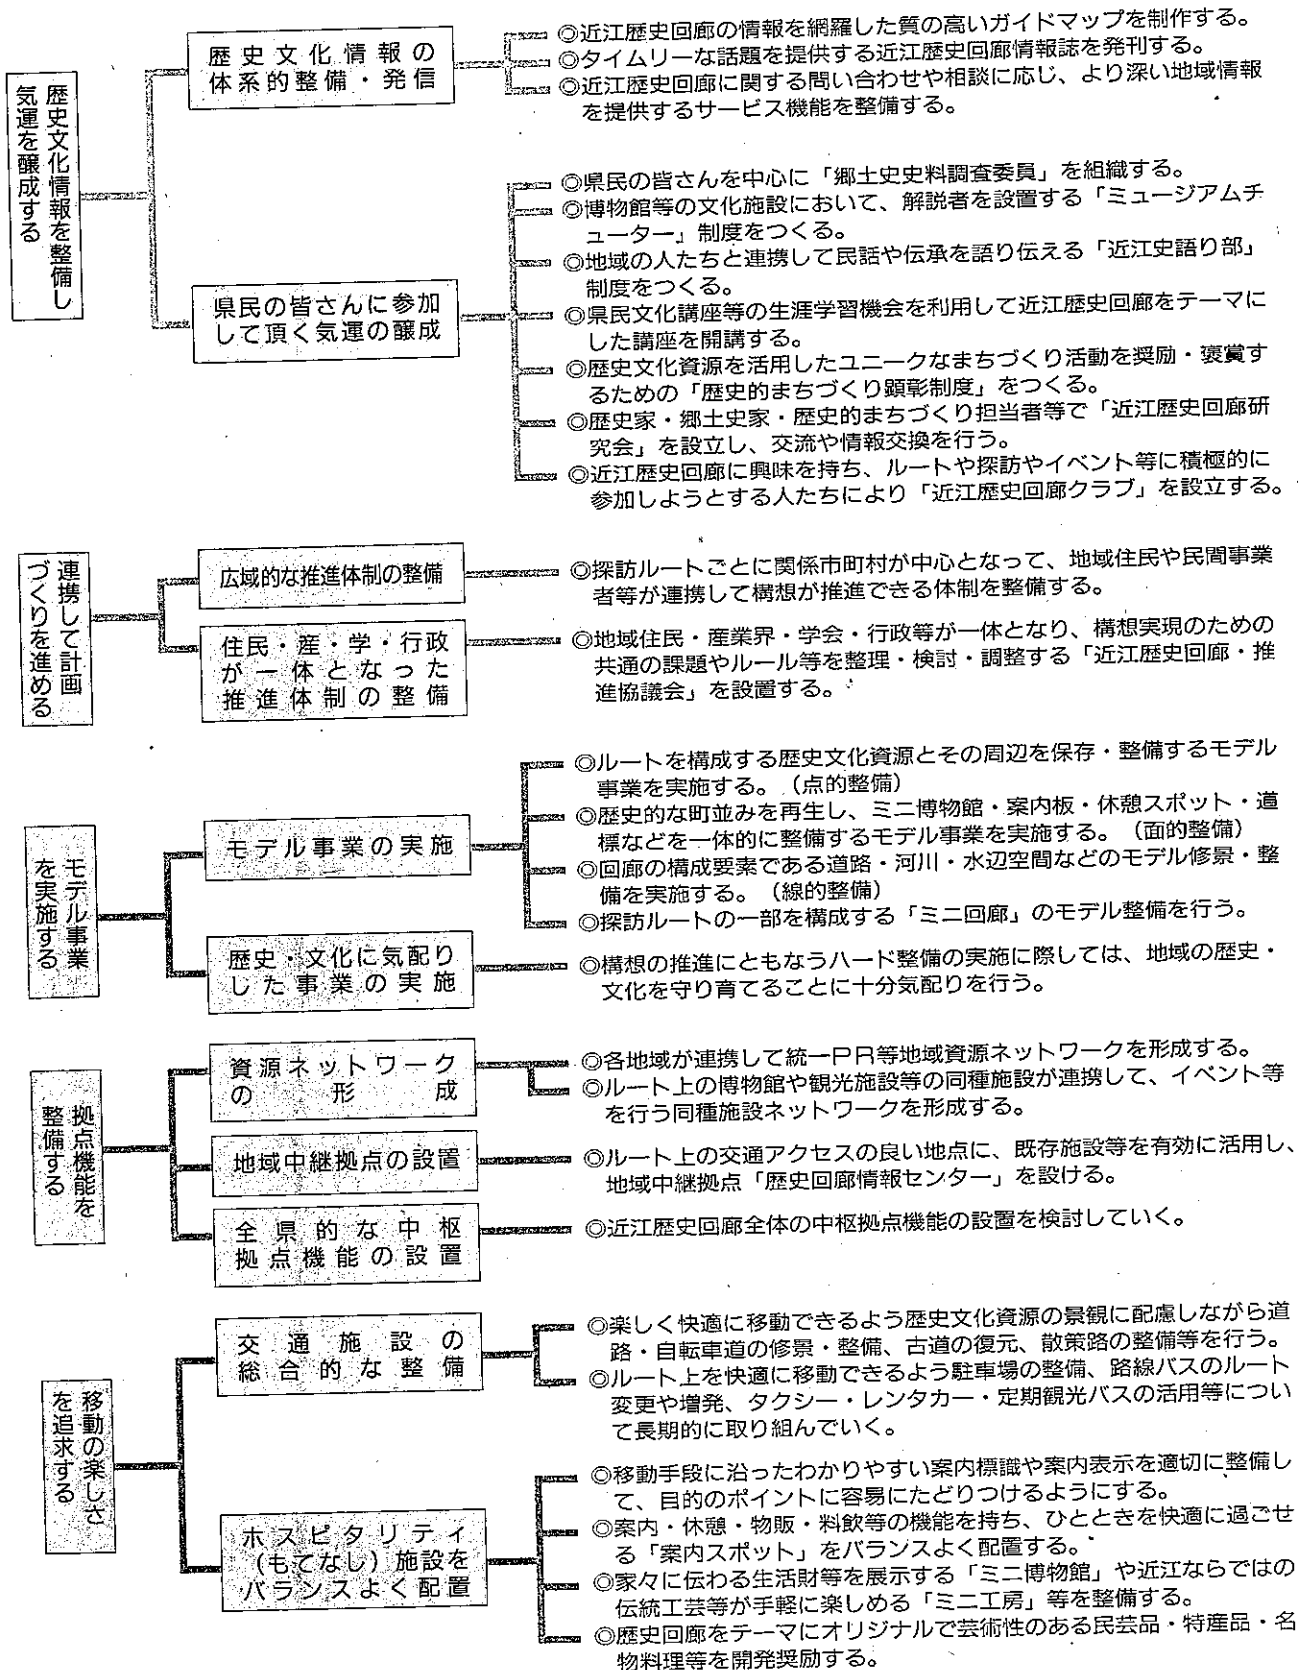 歴史文化情報を整備し
気運を醸成する
歴史文化情報の
体系的整備・発信
◎近江歴史回廊の情報を網羅した質の高いガイドマップを制作する。
◎タイムリーな話題を提供する近江歴史回廊情報誌を発刊する。
◎近江歴史回廊に関する問い合わせや相談に応じ、より深い地域情報
を提供するサービス機能を整備する。
県民の皆さんに参加
して頂く気運の醸成
◎県民の皆さんを中心に「郷土史史料調査委員」を組織する。
◎博物館等の文化施設において、解説者を設置する「ミュージアムチ
ューター」制度をつくる。
◎地域の人たちと連携して民話や伝承を語り伝える「近江史語り部」
制度をつくる。
◎県民文化講座等の生涯学習機会を利用して近江歴史回廊をテーマに
した講座を開講する。
◎歴史文化資源を活用したユニークなまちづくり活動を奨励・褒賞す
るための「歴史的まちづくり顕彰制度」をつくる。
◎歴史家・郷土史家・歴史的まちづくり担当者等で「近江歴史回廊研
究会」を設立し、交流や情報交換を行う。
◎近江歴史回廊に興味を持ち、ルートや探訪やイベント等に積極的に
参加しようとする人たちにより「近江歴史回廊クラブ」を設立する。
連携して計画
づくりを進める
広域的な推進体制の整備
◎探訪ルートごとに関係市町村が中心となって、地域住民や民間事業
者等が連携して構想が推進できる体制を整備する。
住民・産・学・行政
が一体となった
推進体制の整備
◎地域住民・産業界・学会・行政等が一体となり、構想実現のための
共通の課題やルール等を整理・検討・調整する「近江歴史回廊・推
進協議会」を設置する。
モデル事業
を実施する
モデル事業の実施
◎ルートを構成する歴史文化資源とその周辺を保存・整備するモデル
事業を実施する。（点的整備）
◎歴史的な町並みを再生し、ミニ博物館・案内板・休憩スポット・道
標などを一体的に整備するモデル事業を実施する。（面的整備）
◎回廊の構成要素である道路・河川・水辺空間などのモデル修景・整
備を実施する。（線的整備）
◎探訪ルートの一部を構成する「ミニ回廊」のモデル整備を行う。
歴史・文化に気配り
した事業の実施
◎構想の推進にともなうハード整備の実施に際しては、地域の歴史・
文化を守り育てることに十分気配りを行う。
拠点機能を
整備する
資源ネットワーク
の形成
◎各地域が連携して統一ＰＲ等地域資源ネットワークを形成する。
◎ルート上の博物館や観光施設等の同種施設が連携して、イベント等
を行う同種施設ネットワークを形成する。
地域中継拠点の設置
◎ルート上の交通アクセスの良い地点に、既存施設等を有効に活用し、
地域中継拠点「歴史回廊情報センター」を設ける。
全県的な中枢
拠点機能の設置
◎近江歴史回廊全体の中枢拠点機能の設置を検討していく。
移動の楽しさ
を追求する
交通施設の
総合的な整備
◎楽しく快適に移動できるよう歴史文化資源の景観に配慮しながら道
路・自転車道の修景・整備、古道の復元、散策路の整備等を行う。
◎ルート上を快適に移動できるよう駐車場の整備、路線バスのルート
変更や増発、タクシー・レンタカー・定期観光バスの活用等につい
て長期的に取り組んでいく。
ホスピタリティ
(もてなし）施設を
バランスよく配置
◎移動手段に沿ったわかりやすい案内標識や案内表示を適切に整備し
て、目的のポイントに容易にたどりつけるようにする。
◎案内・休憩・物販・料飲等の機能を持ち、ひとときを快適に過ごせ
る「案内スポット」をバランスよく配置する。
◎家々に伝わる生活財等を展示する「ミニ博物館」や近江ならではの
伝統工芸等が手軽に楽しめる「ミニ工房」等を整備する。
◎歴史回廊をテーマにオリジナルで芸術性のある民芸品・特産品・名
物料理等を開発奨励する。